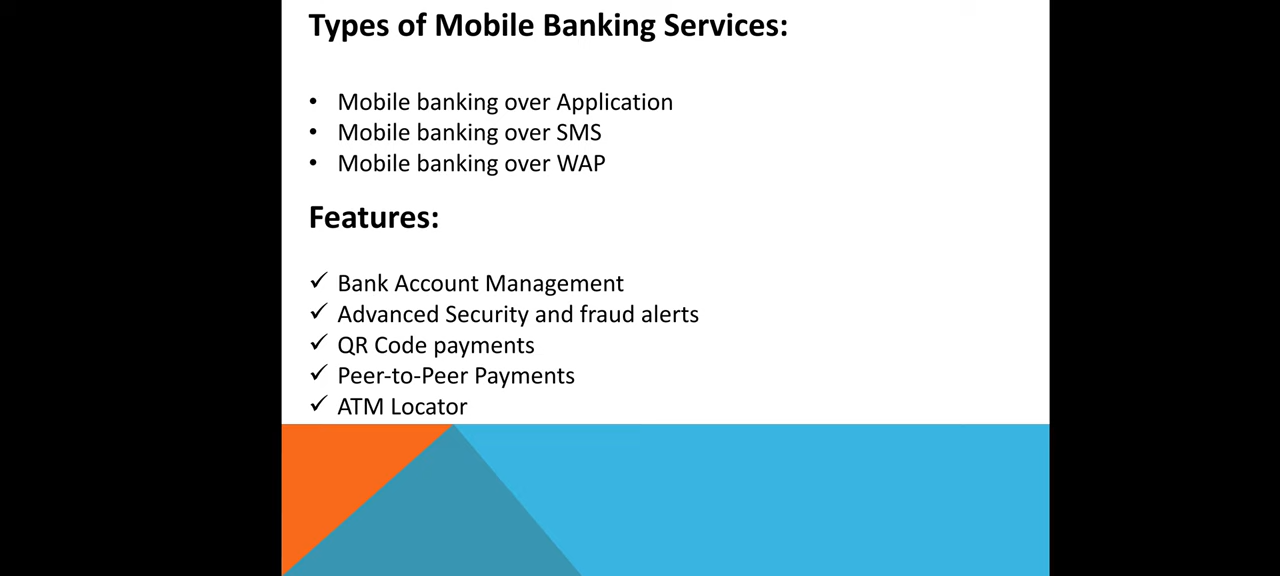 Types of Mobile Banking Services:
• Mobile banking over Application
• Mobile banking over SMS
• Mobile banking over WAP
Features:
✓ Bank Account Management
✓ Advanced Security and fraud alerts
✓ QR Code payments
✓ Peer-to-Peer Payments
✓ ATM Locator